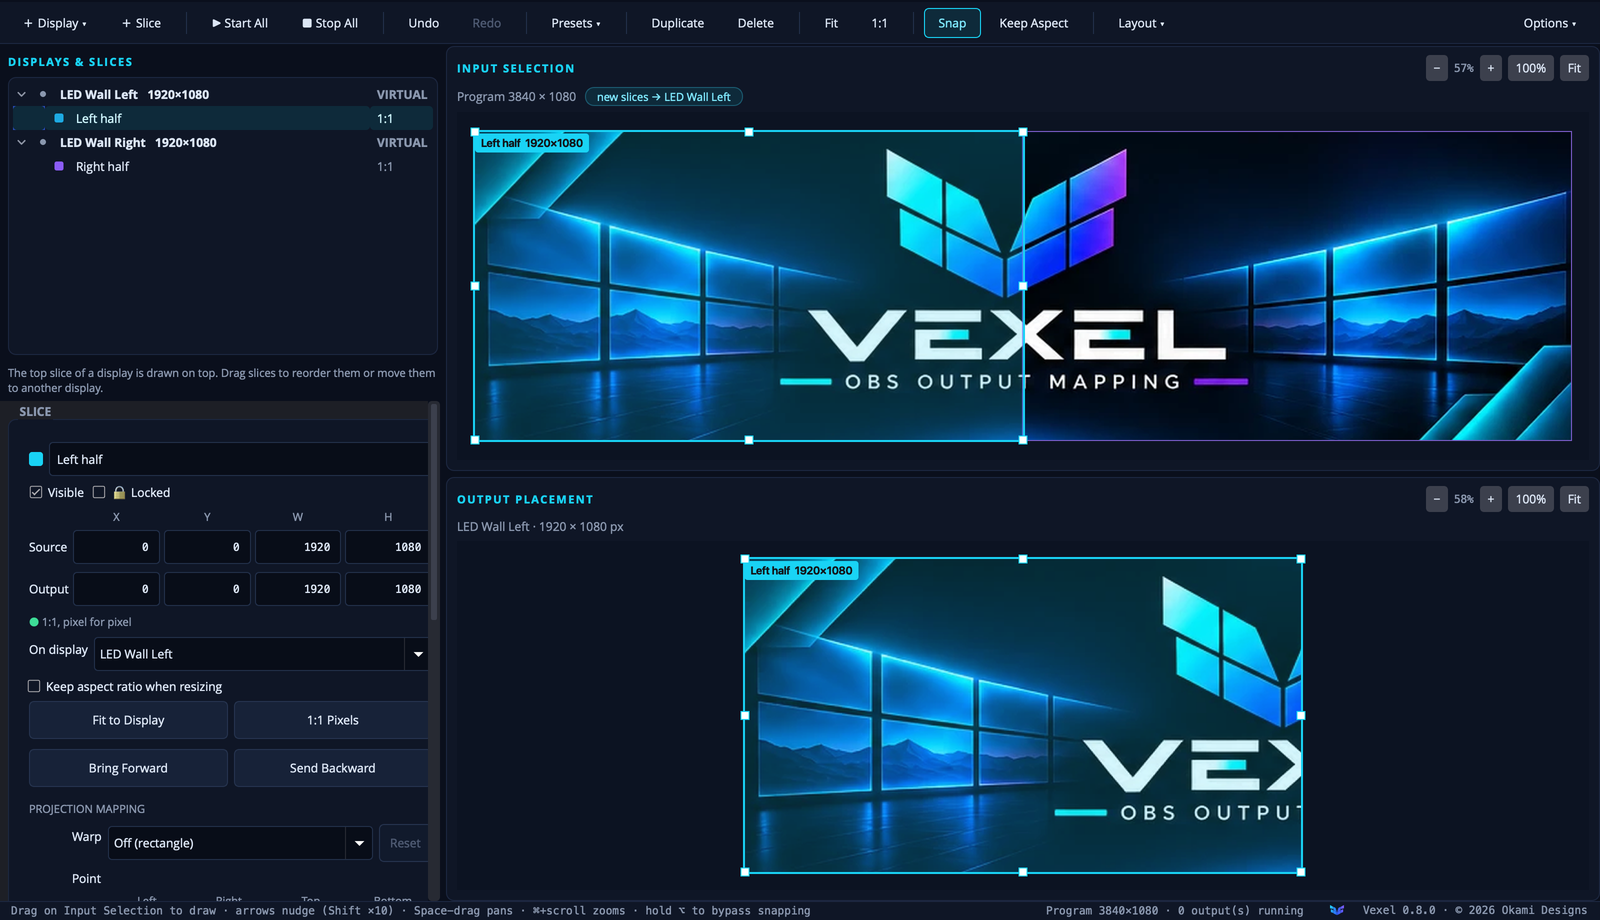 + Display ▾ + Slice ▶ Start All ■ Stop All Undo Redo Presets ▾ Duplicate Delete Fit 1:1 Snap Keep Aspect Layout ▾ Options ▾
DISPLAYS & SLICES
LED Wall Left 1920×1080 VIRTUAL
Left half 1:1
LED Wall Right 1920×1080 VIRTUAL
Right half 1:1
The top slice of a display is drawn on top. Drag slices to reorder them or move them
to another display.
SLICE
Left half
Visible 🔒 Locked
X Y W H
Source 0 0 1920 1080
Output 0 0 1920 1080
1:1, pixel for pixel
On display LED Wall Left
Keep aspect ratio when resizing
Fit to Display 1:1 Pixels
Bring Forward Send Backward
PROJECTION MAPPING
Warp Off (rectangle) Reset
Point
Left Right Top Bottom
INPUT SELECTION
− 57% + 100% Fit
Program 3840 × 1080 new slices → LED Wall Left
Left half 1920×1080
VEXEL
OBS OUTPUT MAPPING
OUTPUT PLACEMENT
− 58% + 100% Fit
LED Wall Left · 1920 × 1080 px
Left half 1920×1080
VEX
OBS OUTPUT
Drag on Input Selection to draw · arrows nudge (Shift ×10) · Space-drag pans · ⌘+scroll zooms · hold ⌥ to bypass snapping Program 3840×1080 · 0 output(s) running Vexel 0.8.0 · © 2026 Okami Designs